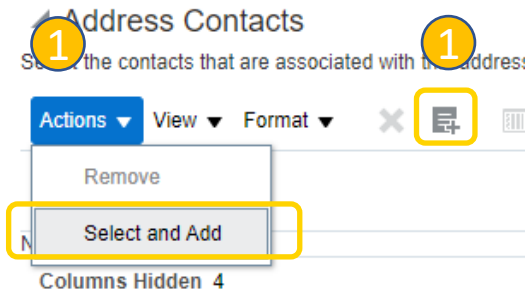 Address Contacts
1
1
the contacts that are associated with address
Actions View Format
Remove
Select and Add
N
Columns Hidden 4